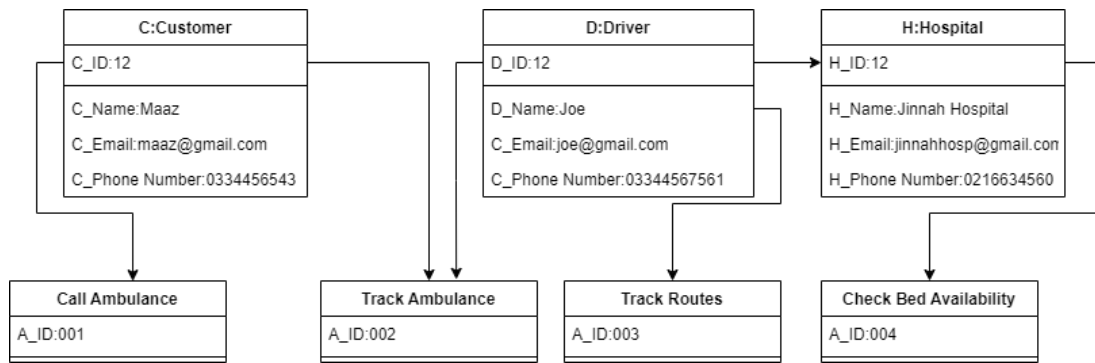 C:Customer
C_ID:12
C_Name:Maaz
C_Email:maaz@gmail.com
C_Phone Number:0334456543
D:Driver
D_ID:12
D_Name:Joe
C_Email:joe@gmail.com
C_Phone Number:03344567561
H:Hospital
H_ID:12
H_Name:Jinnah Hospital
H_Email:jinnahhosp@gmail.com
H_Phone Number:0216634560
Call Ambulance
A_ID:001
Track Ambulance
A_ID:002
Track Routes
A_ID:003
Check Bed Availability
A_ID:004